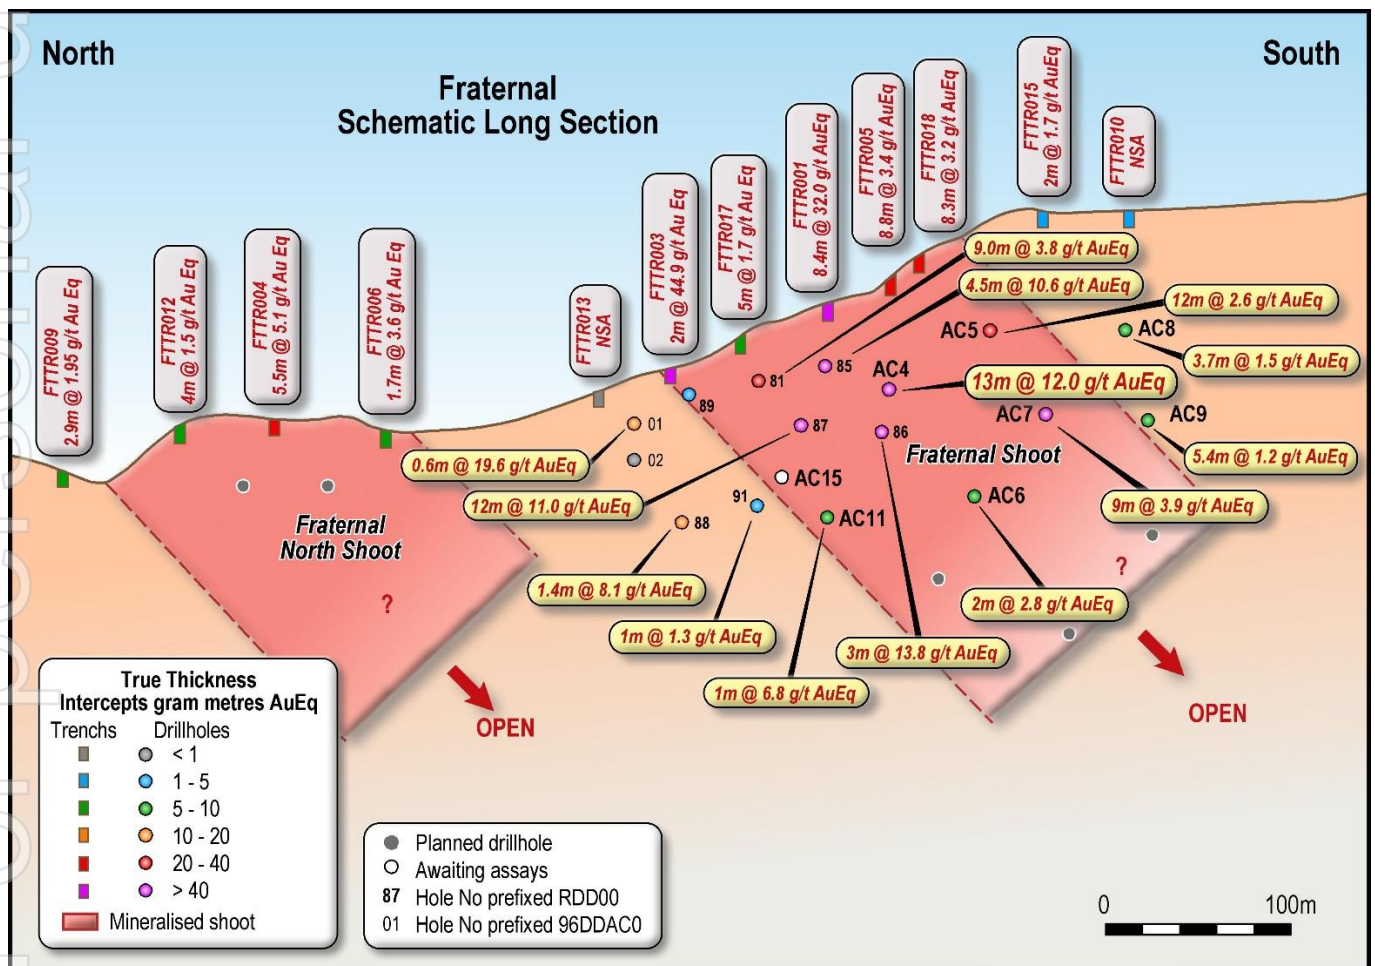 North
South
Fraternal
Schematic Long Section
FTTR009
2.9m @ 1.95 g/t Au Eq
FTTR012
4m @ 1.5 g/t Au Eq
FTTR004
5.5m @ 5.1 g/t Au Eq
FTTR006
1.7m @ 3.6 g/t Au Eq
FTTR013
NSA
FTTR003
2m @ 44.9 g/t Au Eq
FTTR017
5m @ 1.7 g/t Au Eq
FTTR001
8.4m @ 32.0 g/t AuEq
FTTR005
8.8m @ 3.4 g/t AuEq
FTTR018
8.3m @ 3.2 g/t AuEq
FTTR015
2m @ 1.7 g/t AuEq
FTTR010
NSA
9.0m @ 3.8 g/t AuEq
4.5m @ 10.6 g/t AuEq
12m @ 2.6 g/t AuEq
AC5
AC8
3.7m @ 1.5 g/t AuEq
81
85
AC4
13m @ 12.0 g/t AuEq
89
01
87
86
AC7
AC9
Fraternal Shoot
5.4m @ 1.2 g/t AuEq
0.6m @ 19.6 g/t AuEq
02
AC15
12m @ 11.0 g/t AuEq
91
88
AC11
AC6
9m @ 3.9 g/t AuEq
Fraternal
North Shoot
?
?
1.4m @ 8.1 g/t AuEq
2m @ 2.8 g/t AuEq
1m @ 1.3 g/t AuEq
3m @ 13.8 g/t AuEq
1m @ 6.8 g/t AuEq
OPEN
OPEN
True Thickness
Intercepts gram metres AuEq
Trenchs Drillholes
< 1
1 - 5
5 - 10
10 - 20
20 - 40
> 40
Mineralised shoot
Planned drillhole
Awaiting assays
87 Hole No prefixed RDD00
01 Hole No prefixed 96DDAC0
0 100m